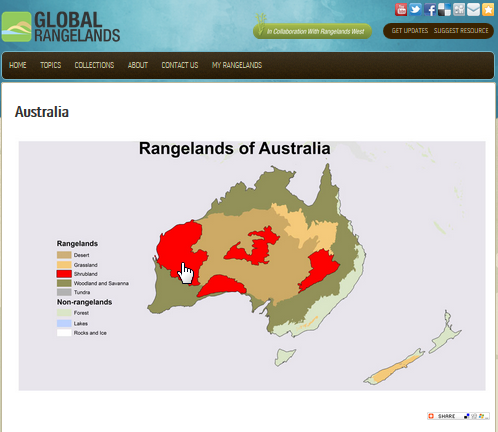 GLOBAL
RANGELANDS
In Collaboration With Rangelands West
GET UPDATES SUGGEST RESOURCE
HOME TOPICS COLLECTIONS ABOUT CONTACT US MY RANGELANDS
Australia
Rangelands of Australia
Rangelands
Desert
Grassland
Shrubland
Woodland and Savanna
Tundra
Non-rangelands
Forest
Lakes
Rocks and Ice
SHARE